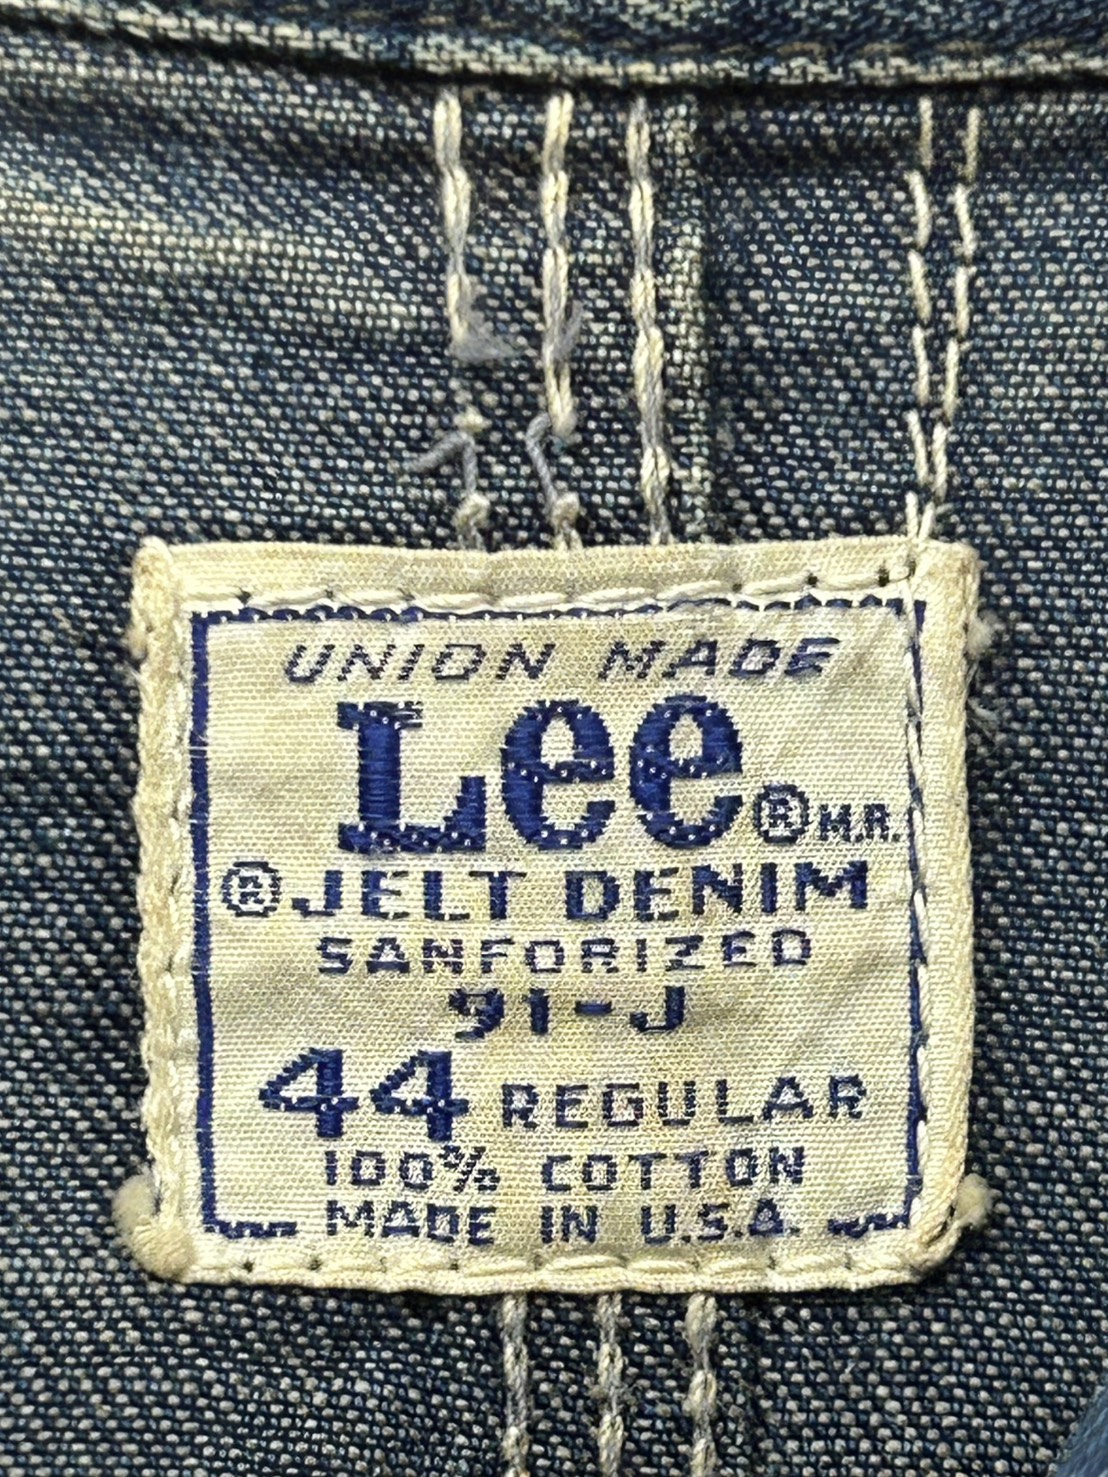 UNION MADE
Lee ® M.R.
® JELT DENIM
SANFORIZED
91-J
44 REGULAR
100% COTTON
MADE IN U.S.A.